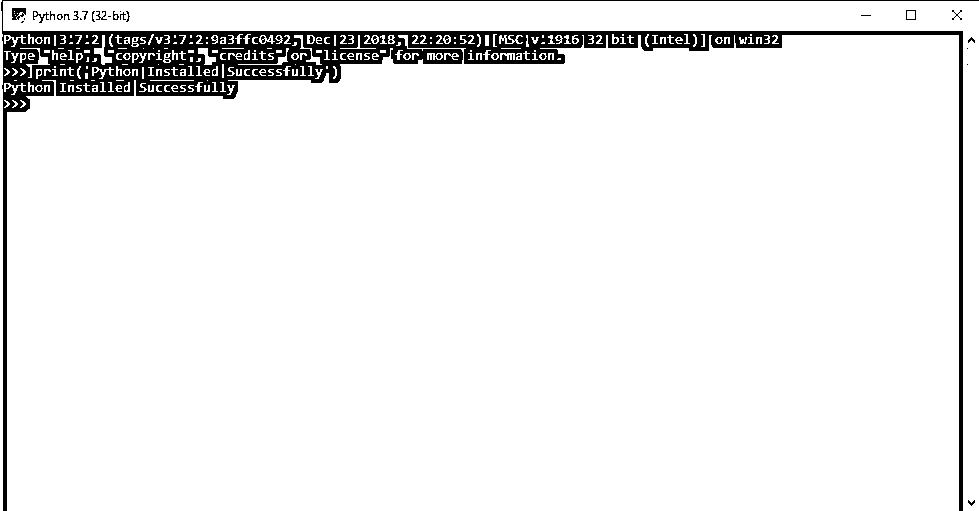 Python 3.7 (32-bit)
Python 3.7.2 (tags/v3.7.2:9a3ffc0492, Dec 23 2018, 22:20:52) [MSC v.1916 32 bit (Intel)] on win32
Type "help", "copyright", "credits" or "license" for more information.
>>> print('Python Installed Successfully')
Python Installed Successfully
>>>